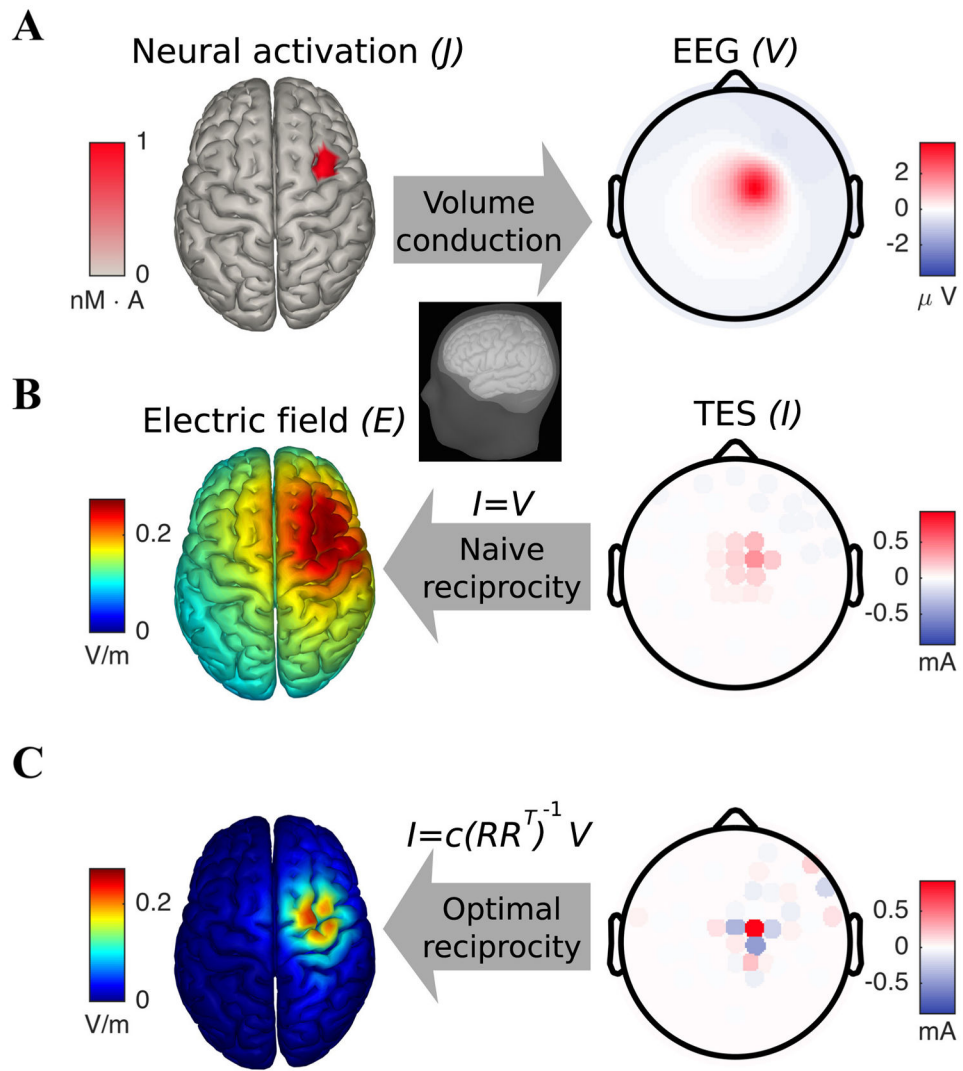 A
Neural activation (J)
EEG (V)
1
0
nM · A
Volume
conduction
2
0
-2
μ V
B
Electric field (E)
TES (I)
0.2
0
V/m
I=V
Naive
reciprocity
0.5
0
-0.5
mA
C
I=c(RRᵀ)⁻¹ V
0.2
0
V/m
Optimal
reciprocity
0.5
0
-0.5
mA